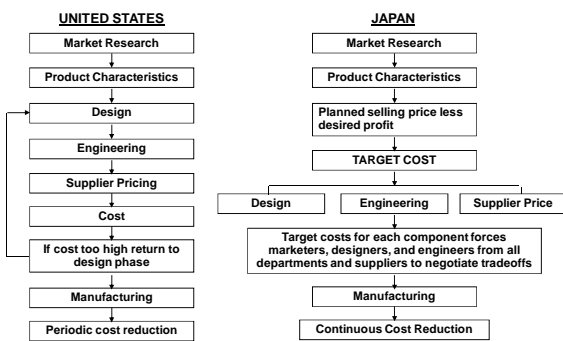 UNITED STATES
Market Research
Product Characteristics
Design
Engineering
Supplier Pricing
Cost
If cost too high return to
design phase
Manufacturing
Periodic cost reduction
JAPAN
Market Research
Product Characteristics
Planned selling price less
desired profit
TARGET COST
Design
Engineering
Supplier Price
Target costs for each component forces
marketers, designers, and engineers from all
departments and suppliers to negotiate tradeoffs
Manufacturing
Continuous Cost Reduction